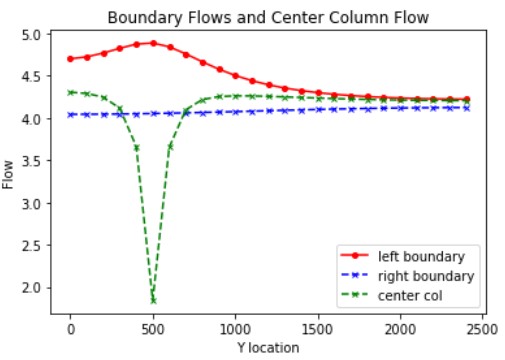 Boundary Flows and Center Column Flow
5.0
4.5
4.0
3.5
3.0
2.5
2.0
Flow
left boundary
right boundary
center col
0
500
1000
1500
2000
2500
Y location